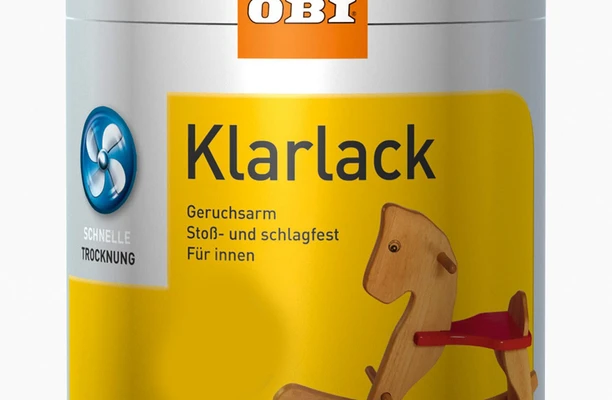 OBI
Klarlack
Geruchsarm
Stoß- und schlagfest
Für innen
SCHNELLE
TROCKNUNG